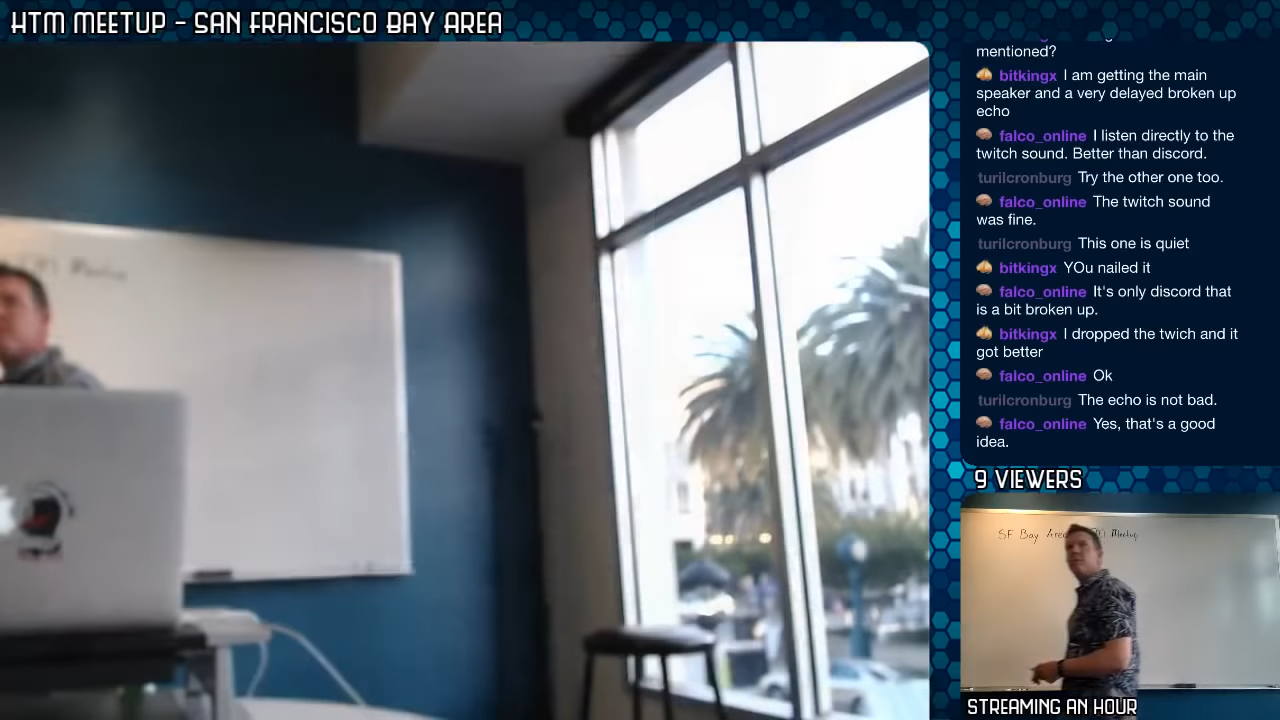 HTM MEETUP - SAN FRANCISCO BAY AREA
mentioned?
bitkingx I am getting the main
speaker and a very delayed broken up
echo
falco_online I listen directly to the
twitch sound. Better than discord.
turilcronburg Try the other one too.
falco_online The twitch sound
was fine.
turilcronburg This one is quiet
bitkingx YOu nailed it
falco_online It's only discord that
is a bit broken up.
bitkingx I dropped the twich and it
got better
falco_online Ok
turilcronburg The echo is not bad.
falco_online Yes, that's a good
idea.
9 VIEWERS
SF Bay Area Meetup
STREAMING AN HOUR